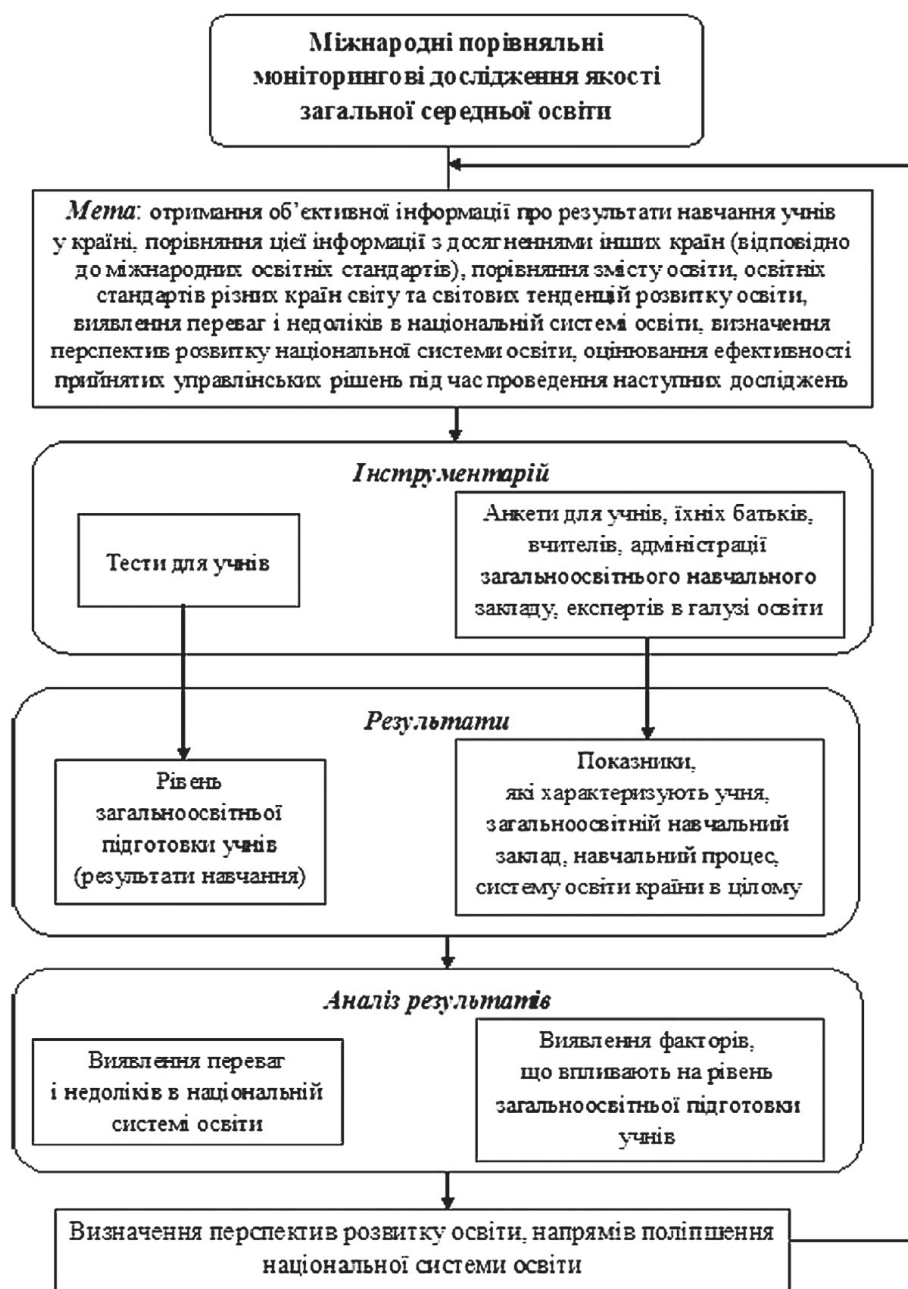 Міжнародні порівняльні
моніторингові дослідження якості
загальної середньої освіти
Мета: отримання об’єктивної інформації про результати навчання учнів
у країні, порівняння цієї інформації з досягненнями інших країн (відповідно
до міжнародних освітніх стандартів), порівняння змісту освіти, освітніх
стандартів різних країн світу та світових тенденцій розвитку освіти,
виявлення переваг і недоліків в національній системі освіти, визначення
перспектив розвитку національної системи освіти, оцінювання ефективності
прийнятих управлінських рішень під час проведення наступних досліджень
Інструментарій
Тести для учнів
Анкети для учнів, їхніх батьків,
вчителів, адміністрації
загальноосвітнього навчального
закладу, експертів в галузі освіти
Результати
Рівень
загальноосвітньої
підготовки учнів
(результати навчання)
Показники,
які характеризують учня,
загальноосвітній навчальний
заклад, навчальний процес,
систему освіти країни в цілому
Аналіз результатів
Виявлення переваг
і недоліків в національній
системі освіти
Виявлення факторів,
що впливають на рівень
загальноосвітньої підготовки
учнів
Визначення перспектив розвитку освіти, напрямів поліпшення
національної системи освіти